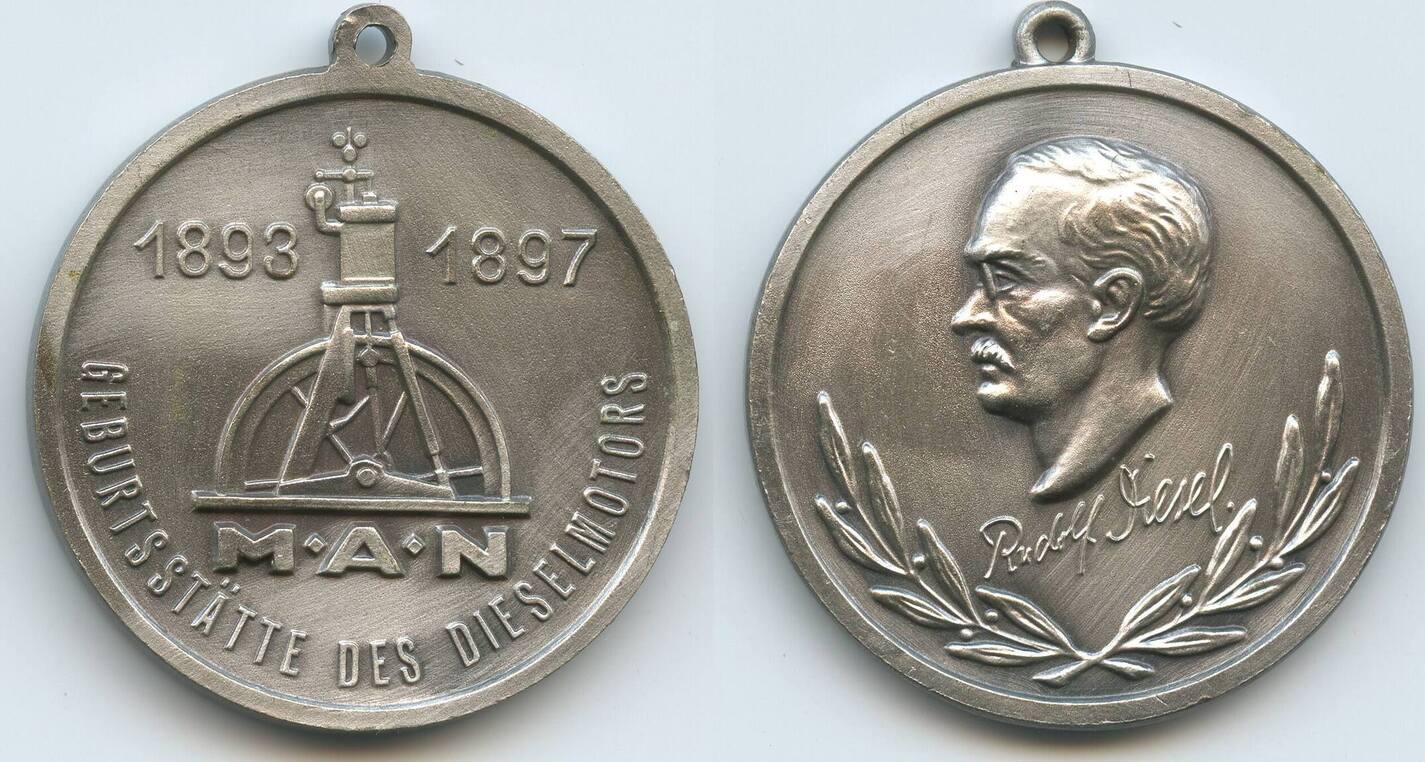 1893 1897
M·A·N
GEBURTSSTÄTTE DES DIESELMOTORS
Rudolf Diesel.